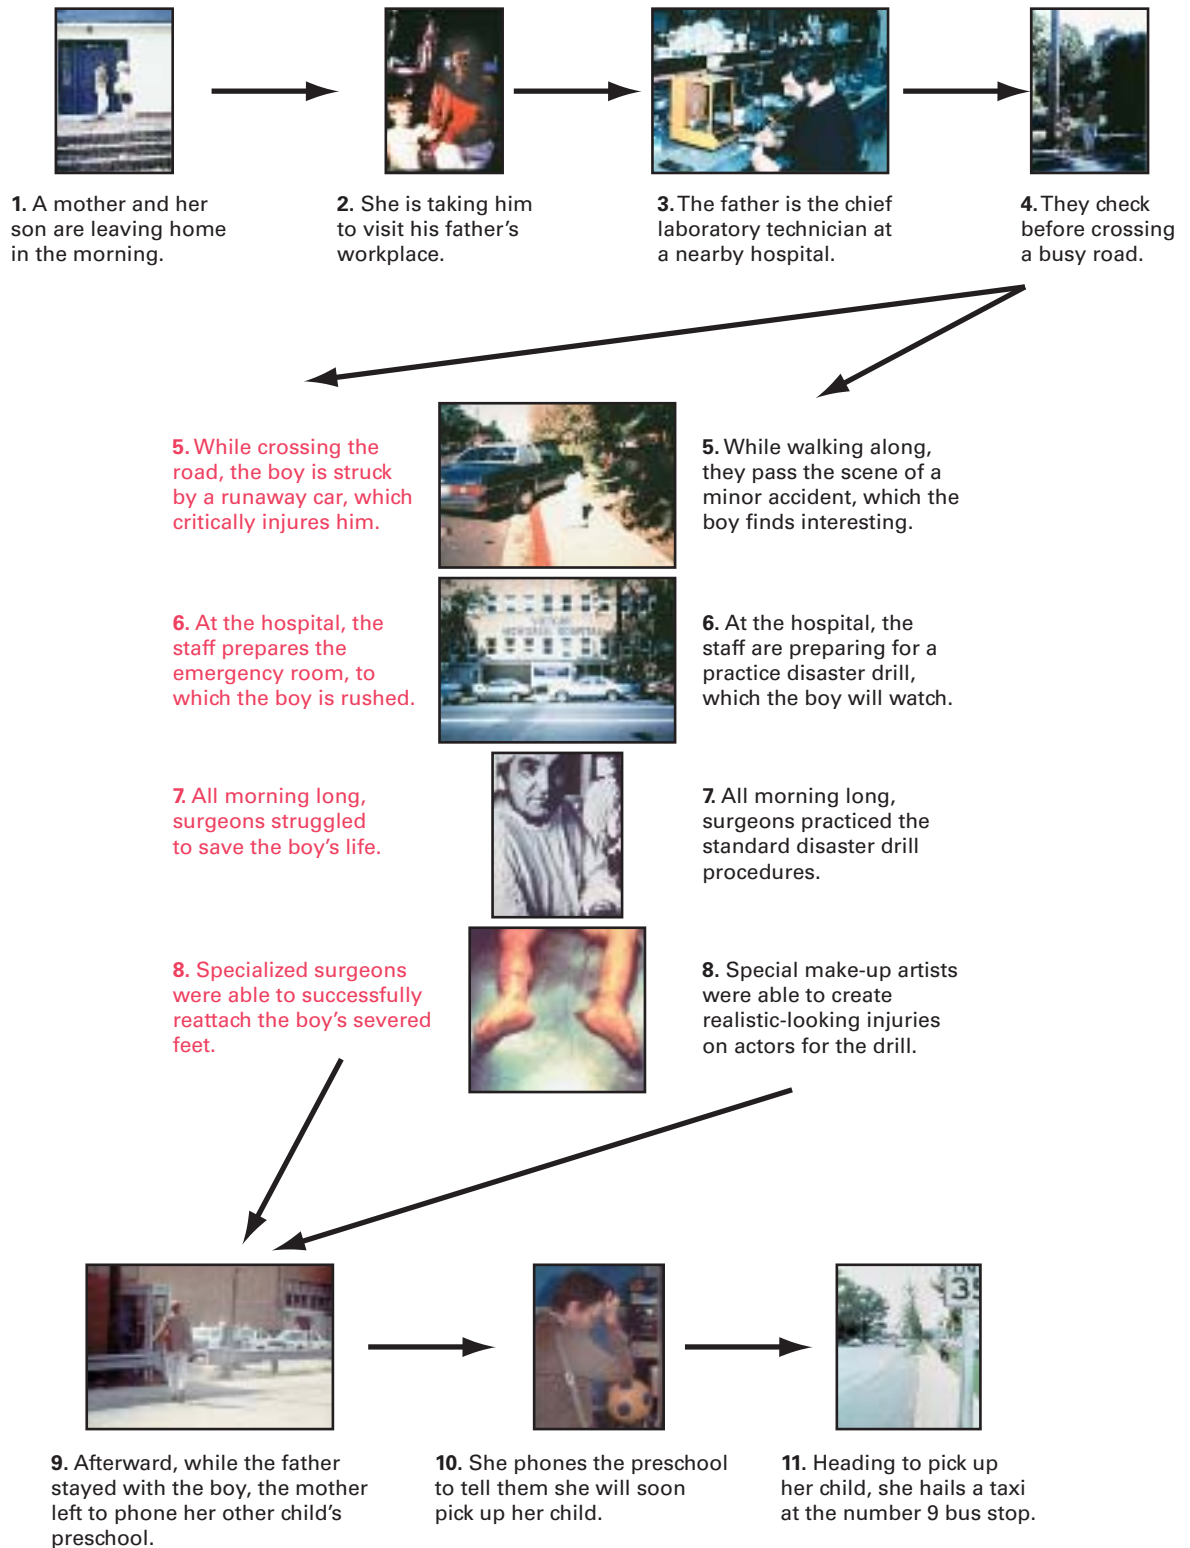 1. A mother and her
son are leaving home
in the morning.
2. She is taking him
to visit his father's
workplace.
3. The father is the chief
laboratory technician at
a nearby hospital.
4. They check
before crossing
a busy road.
5. While crossing the
road, the boy is struck
by a runaway car, which
critically injures him.
5. While walking along,
they pass the scene of a
minor accident, which the
boy finds interesting.
6. At the hospital, the
staff prepares the
emergency room, to
which the boy is rushed.
6. At the hospital, the
staff are preparing for a
practice disaster drill,
which the boy will watch.
7. All morning long,
surgeons struggled
to save the boy's life.
7. All morning long,
surgeons practiced the
standard disaster drill
procedures.
8. Specialized surgeons
were able to successfully
reattach the boy's severed
feet.
8. Special make-up artists
were able to create
realistic-looking injuries
on actors for the drill.
9. Afterward, while the father
stayed with the boy, the mother
left to phone her other child's
preschool.
10. She phones the preschool
to tell them she will soon
pick up her child.
35
11. Heading to pick up
her child, she hails a taxi
at the number 9 bus stop.